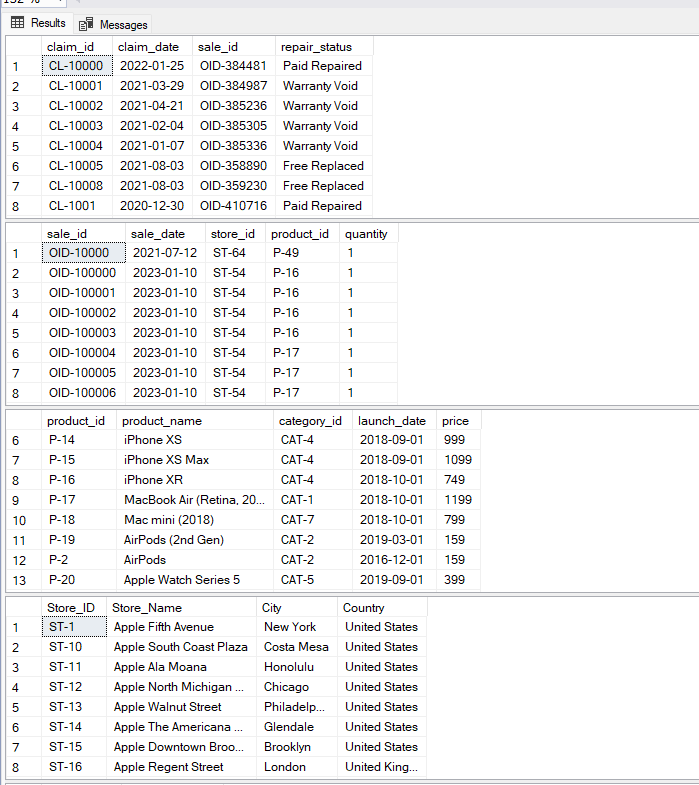 Results Messages
claim_id claim_date sale_id repair_status
1 CL-10000 2022-01-25 OID-384481 Paid Repaired
2 CL-10001 2021-03-29 OID-384987 Warranty Void
3 CL-10002 2021-04-21 OID-385236 Warranty Void
4 CL-10003 2021-02-04 OID-385305 Warranty Void
5 CL-10004 2021-01-07 OID-385336 Warranty Void
6 CL-10005 2021-08-03 OID-358890 Free Replaced
7 CL-10008 2021-08-03 OID-359230 Free Replaced
8 CL-1001 2020-12-30 OID-410716 Paid Repaired
sale_id sale_date store_id product_id quantity
1 OID-10000 2021-07-12 ST-64 P-49 1
2 OID-100000 2023-01-10 ST-54 P-16 1
3 OID-100001 2023-01-10 ST-54 P-16 1
4 OID-100002 2023-01-10 ST-54 P-16 1
5 OID-100003 2023-01-10 ST-54 P-16 1
6 OID-100004 2023-01-10 ST-54 P-17 1
7 OID-100005 2023-01-10 ST-54 P-17 1
8 OID-100006 2023-01-10 ST-54 P-17 1
product_id product_name category_id launch_date price
6 P-14 iPhone XS CAT-4 2018-09-01 999
7 P-15 iPhone XS Max CAT-4 2018-09-01 1099
8 P-16 iPhone XR CAT-4 2018-10-01 749
9 P-17 MacBook Air (Retina, 20... CAT-1 2018-10-01 1199
10 P-18 Mac mini (2018) CAT-7 2018-10-01 799
11 P-19 AirPods (2nd Gen) CAT-2 2019-03-01 159
12 P-2 AirPods CAT-2 2016-12-01 159
13 P-20 Apple Watch Series 5 CAT-5 2019-09-01 399
Store_ID Store_Name City Country
1 ST-1 Apple Fifth Avenue New York United States
2 ST-10 Apple South Coast Plaza Costa Mesa United States
3 ST-11 Apple Ala Moana Honolulu United States
4 ST-12 Apple North Michigan ... Chicago United States
5 ST-13 Apple Walnut Street Philadelp... United States
6 ST-14 Apple The Americana ... Glendale United States
7 ST-15 Apple Downtown Broo... Brooklyn United States
8 ST-16 Apple Regent Street London United King...